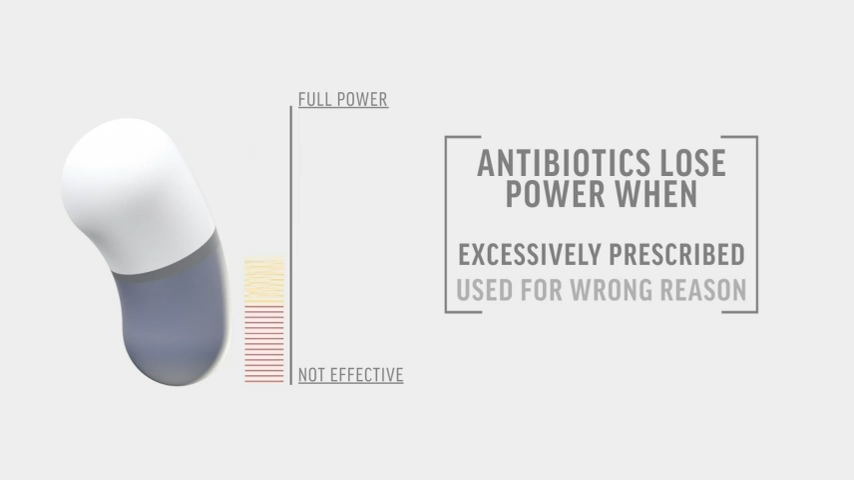 FULL POWER
ANTIBIOTICS LOSE
POWER WHEN
EXCESSIVELY PRESCRIBED
USED FOR WRONG REASON
NOT EFFECTIVE